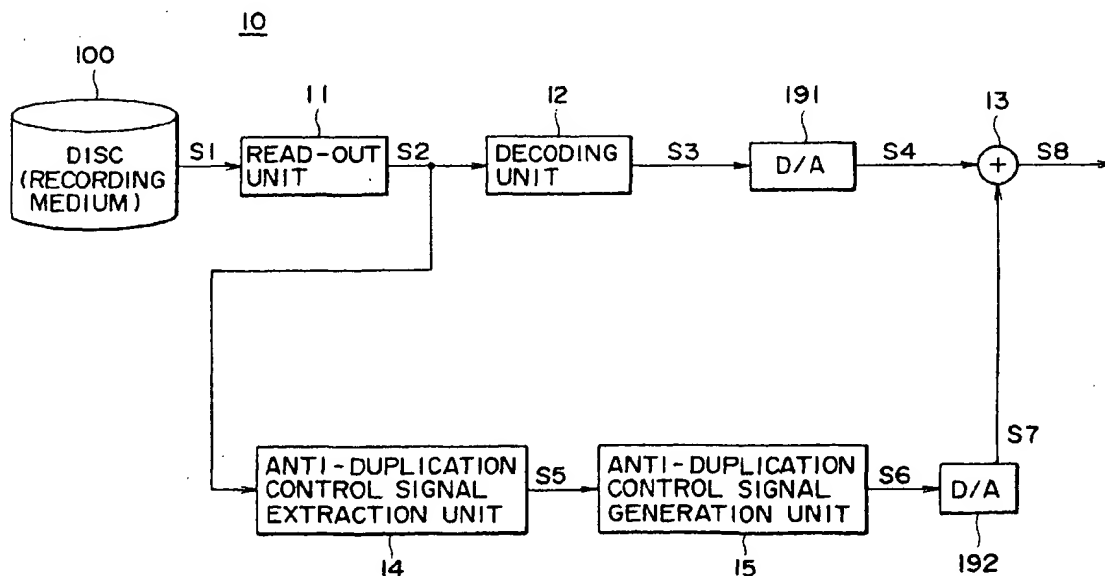 10
100
11
12
191
13
DISC
(RECORDING
MEDIUM)
S1
READ-OUT
UNIT
S2
DECODING
UNIT
S3
D/A
S4
+
S8
S7
ANTI-DUPLICATION
CONTROL SIGNAL
EXTRACTION UNIT
S5
ANTI-DUPLICATION
CONTROL SIGNAL
GENERATION UNIT
S6
D/A
14
15
192